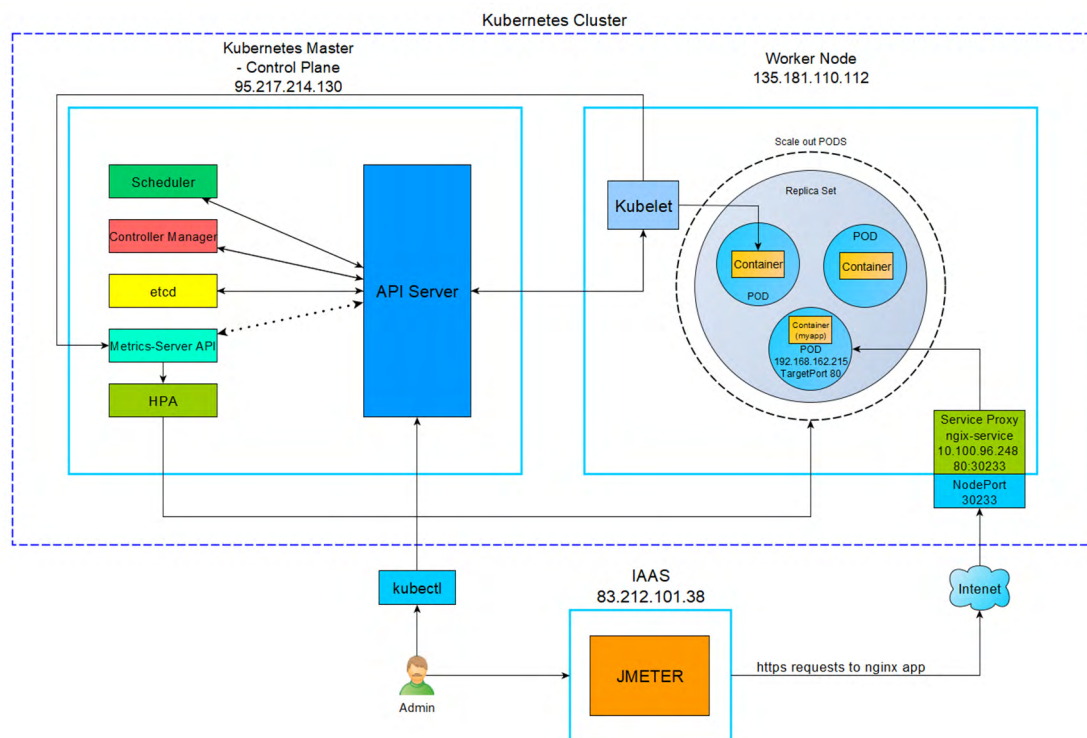 Kubernetes Cluster
Kubernetes Master
- Control Plane
95.217.214.130
Worker Node
135.181.110.112
Scheduler
Controller Manager
etcd
Metrics-Server API
HPA
API Server
Kubelet
Scale out PODS
Replica Set
Container
POD
POD
Container
Container
(myapp)
POD
192.168.162.215
TargetPort 80
Service Proxy
ngix-service
10.100.96.248
80:30233
NodePort
30233
kubectl
Admin
IAAS
83.212.101.38
JMETER
https requests to nginx app
Intenet